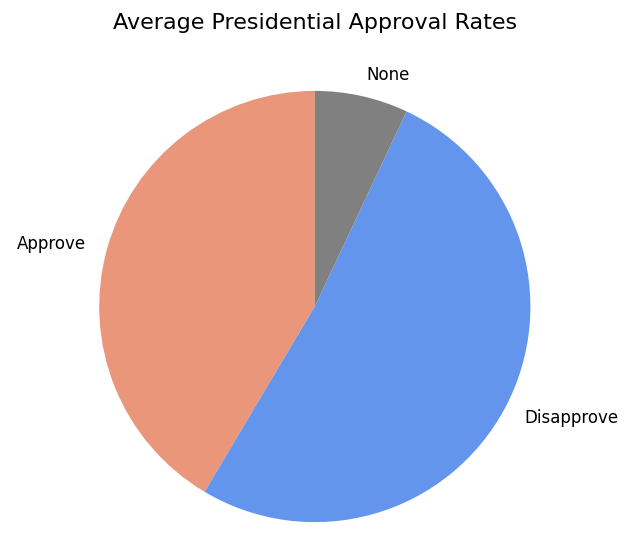 Average Presidential Approval Rates
None
Approve
Disapprove